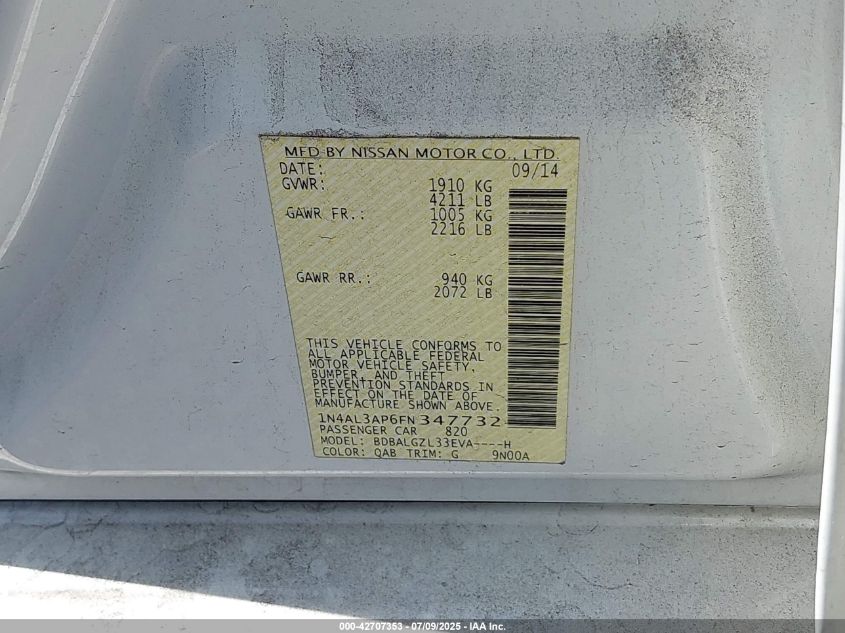 MFD BY NISSAN MOTOR CO., LTD.
DATE: 09/14
GVWR: 1910 KG
4211 LB
GAWR FR.: 1005 KG
2216 LB
GAWR RR.: 940 KG
2072 LB
THIS VEHICLE CONFORMS TO
ALL APPLICABLE FEDERAL
MOTOR VEHICLE SAFETY,
BUMPER, AND THEFT
PREVENTION STANDARDS IN
EFFECT ON THE DATE OF
MANUFACTURE SHOWN ABOVE.
1N4AL3AP6FN347732
PASSENGER CAR 820
MODEL: BDBALGZL33EVA----H
COLOR: QAB TRIM: G 9N00A
000-42707353 - 07/09/2025 - IAA Inc.